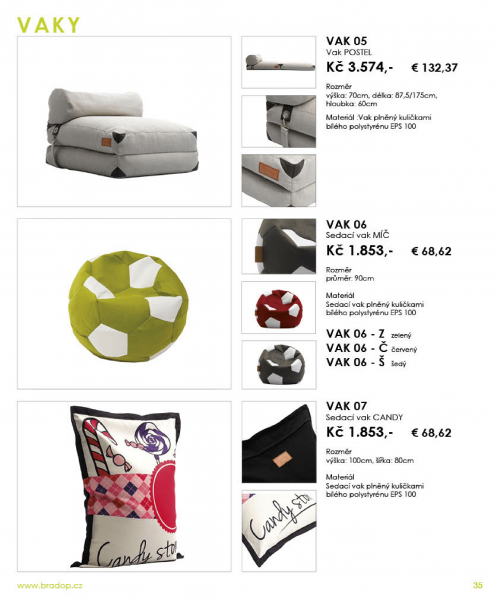 VAKY
VAK 05
Vak POSTEL
Kč 3.574,- € 132,37
Rozměr
výška: 70cm, délka: 87,5/175cm,
hloubka: 60cm
Materiál :Vak plněný kuličkami
bílého polystyrénu EPS 100
VAK 06
Sedací vak MÍČ
Kč 1.853,- € 68,62
Rozměr
průměr: 90cm
Materiál
Sedací vak plněný kuličkami
bílého polystyrénu EPS 100
VAK 06 - Z zelený
VAK 06 - Č červený
VAK 06 - Š šedý
VAK 07
Sedací vak CANDY
Kč 1.853,- € 68,62
Rozměr
výška: 100cm, šířka: 80cm
Materiál
Sedací vak plněný kuličkami
bílého polystyrénu EPS 100
Candy sto
Candy sto
www.bradop.cz
35